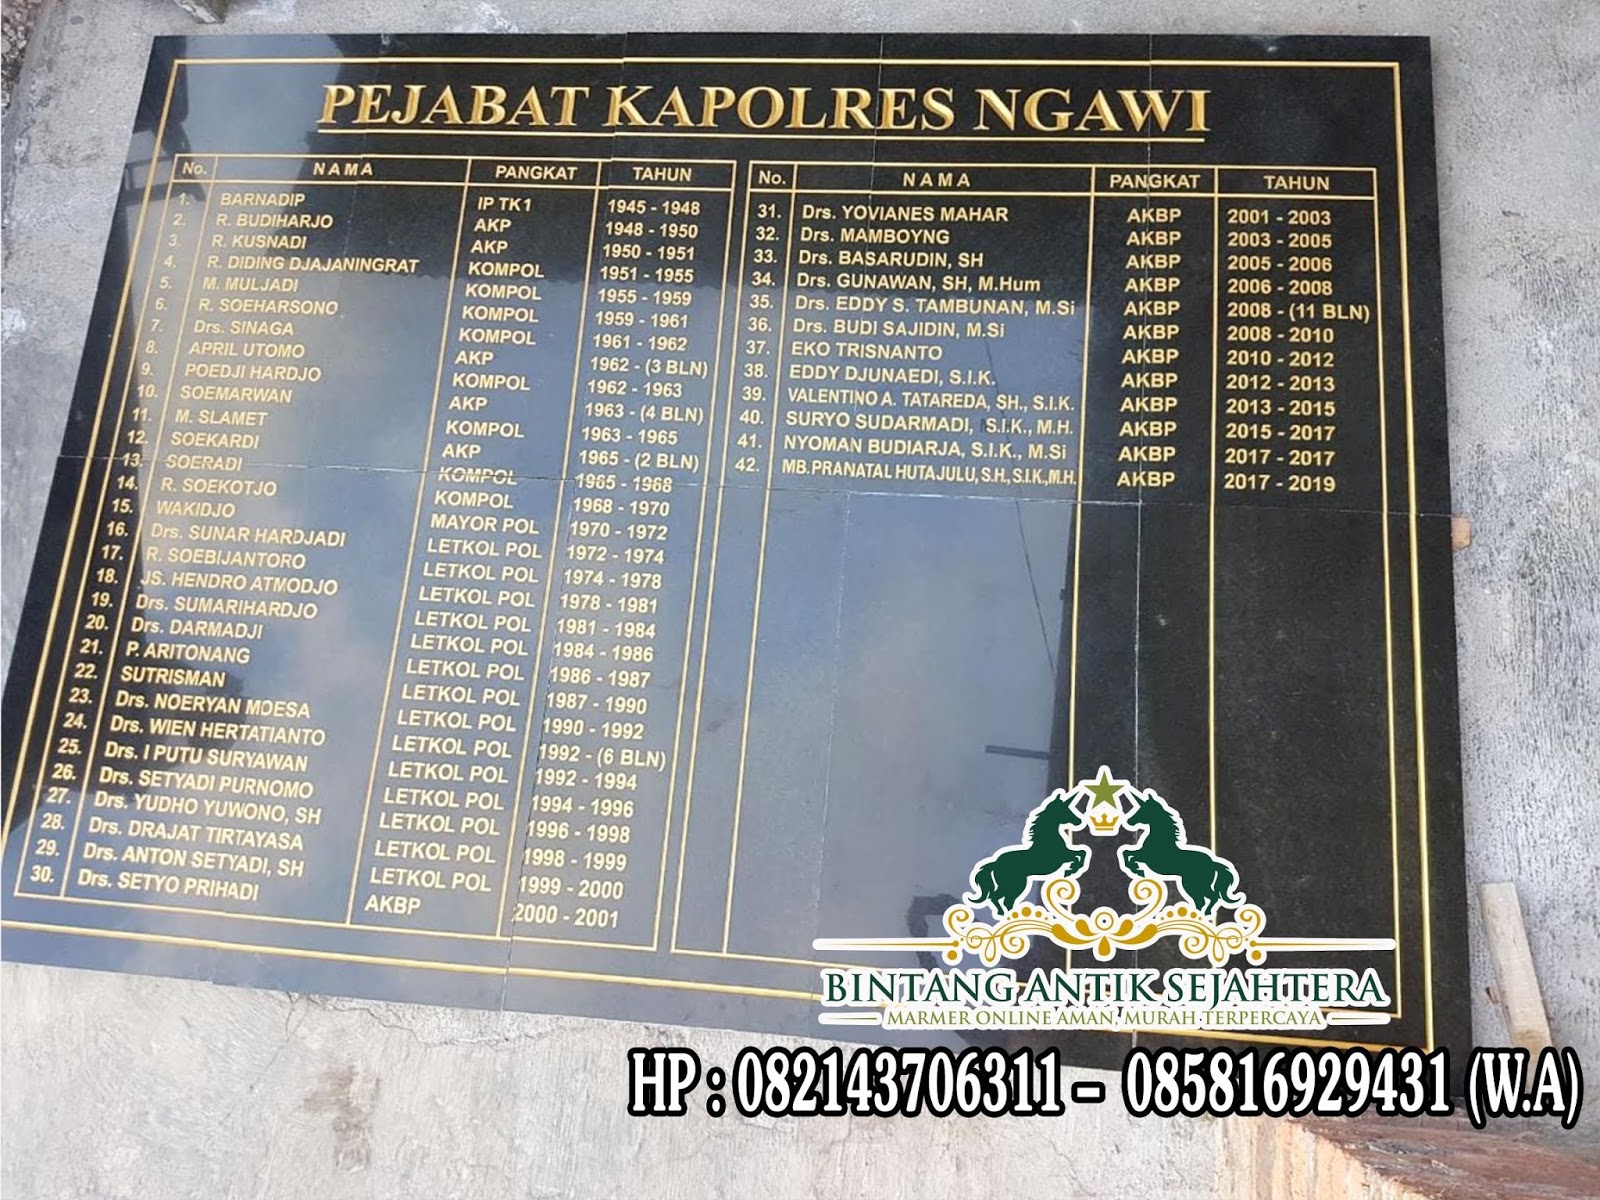 PEJABAT KAPOLRES NGAWI
No. NAMA PANGKAT TAHUN
1. BARNADIP IP TK1 1945 - 1948
2. R. BUDIHARJO AKP 1948 - 1950
3. R. KUSNADI AKP 1950 - 1951
4. R. DIDING DJAJANINGRAT KOMPOL 1951 - 1955
5. M. MULJADI KOMPOL 1955 - 1959
6. R. SOEHARSONO KOMPOL 1959 - 1961
7. Drs. SINAGA KOMPOL 1961 - 1962
8. APRIL UTOMO AKP 1962 - (3 BLN)
9. POEDJI HARDJO KOMPOL 1962 - 1963
10. SOEMARWAN AKP 1963 - (4 BLN)
11. M. SLAMET KOMPOL 1963 - 1965
12. SOEKARDI AKP 1965 - (2 BLN)
13. SOERADI KOMPOL 1965 - 1968
14. R. SOEKOTJO KOMPOL 1968 - 1970
15. WAKIDJO MAYOR POL 1970 - 1972
16. Drs. SUNAR HARDJADI LETKOL POL 1972 - 1974
17. R. SOEBIJANTORO LETKOL POL 1974 - 1978
18. JS. HENDRO ATMODJO LETKOL POL 1978 - 1981
19. Drs. SUMARIHARDJO LETKOL POL 1981 - 1984
20. Drs. DARMADJI LETKOL POL 1984 - 1986
21. P. ARITONANG LETKOL POL 1986 - 1987
22. SUTRISMAN LETKOL POL 1987 - 1990
23. Drs. NOERYAN MOESA LETKOL POL 1990 - 1992
24. Drs. WIEN HERTATIANTO LETKOL POL 1992 - (6 BLN)
25. Drs. I PUTU SURYAWAN LETKOL POL 1992 - 1994
26. Drs. SETYADI PURNOMO LETKOL POL 1994 - 1996
27. Drs. YUDHO YUWONO, SH LETKOL POL 1996 - 1998
28. Drs. DRAJAT TIRTAYASA LETKOL POL 1998 - 1999
29. Drs. ANTON SETYADI, SH LETKOL POL 1999 - 2000
30. Drs. SETYO PRIHADI AKBP 2000 - 2001
No. NAMA PANGKAT TAHUN
31. Drs. YOVIANES MAHAR AKBP 2001 - 2003
32. Drs. MAMBOYNG AKBP 2003 - 2005
33. Drs. BASARUDIN, SH AKBP 2005 - 2006
34. Drs. GUNAWAN, SH, M.Hum AKBP 2006 - 2008
35. Drs. EDDY S. TAMBUNAN, M.Si AKBP 2008 - (11 BLN)
36. Drs. BUDI SAJIDIN, M.Si AKBP 2008 - 2010
37. EKO TRISNANTO AKBP 2010 - 2012
38. EDDY DJUNAEDI, S.I.K. AKBP 2012 - 2013
39. VALENTINO A. TATAREDA, SH., S.I.K. AKBP 2013 - 2015
40. SURYO SUDARMADI, S.I.K., M.H. AKBP 2015 - 2017
41. NYOMAN BUDIARJA, S.I.K., M.Si AKBP 2017 - 2017
42. MB.PRANATAL HUTAJULU, S.H., S.I.K.,M.H. AKBP 2017 - 2019
BINTANG ANTIK SEJAHTERA
MARMER ONLINE AMAN, MURAH TERPERCAYA
HP : 082143706311 – 085816929431 (W.A)